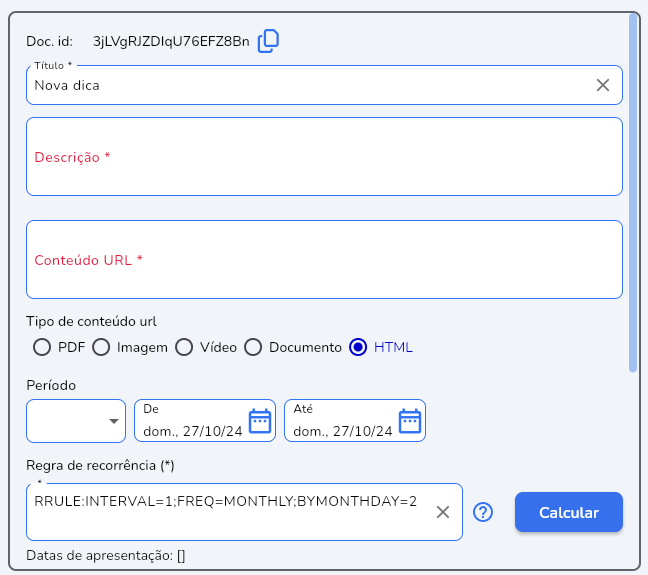 Doc. id: 3jLVgRJZDIqU76EFZ8Bn
Título *
Nova dica
Descrição *
Conteúdo URL *
Tipo de conteúdo url
PDF Imagem Vídeo Documento HTML
Período
De Até
dom., 27/10/24 dom., 27/10/24
Regra de recorrência (*)
*
RRULE:INTERVAL=1;FREQ=MONTHLY;BYMONTHDAY=2
Calcular
Datas de apresentação: []